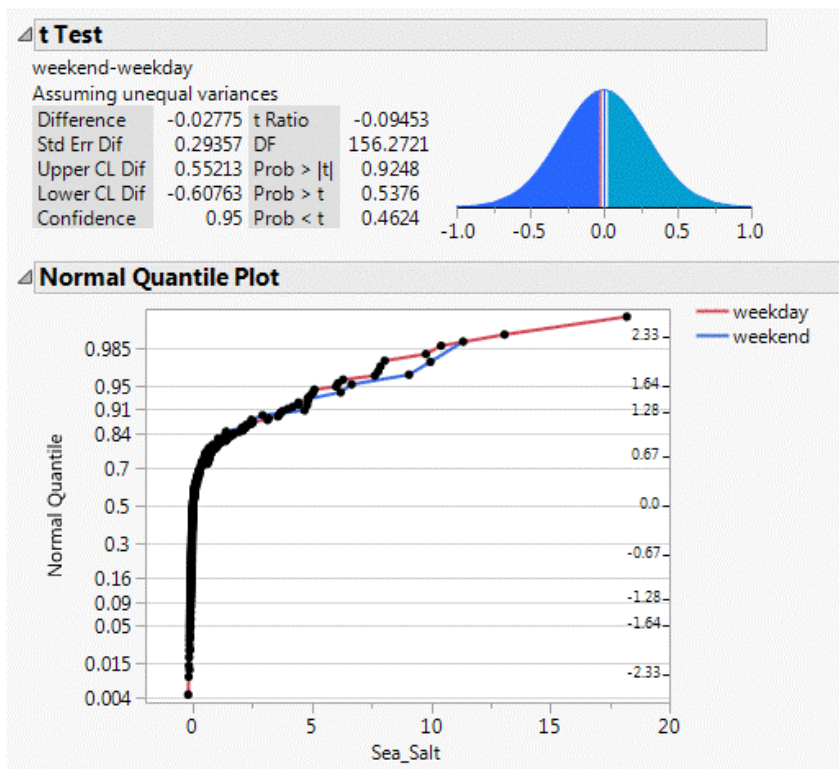 t Test
weekend-weekday
Assuming unequal variances
Difference -0.02775 t Ratio -0.09453
Std Err Dif 0.29357 DF 156.2721
Upper CL Dif 0.55213 Prob > |t| 0.9248
Lower CL Dif -0.60763 Prob > t 0.5376
Confidence 0.95 Prob < t 0.4624
-1.0 -0.5 0.0 0.5 1.0
Normal Quantile Plot
weekday
weekend
0.985
0.95
0.91
0.84
0.7
0.5
0.3
0.16
0.09
0.05
0.015
0.004
Normal Quantile
2.33
1.64
1.28
0.67
0.0
-0.67
-1.28
-1.64
-2.33
0 5 10 15 20
Sea_Salt